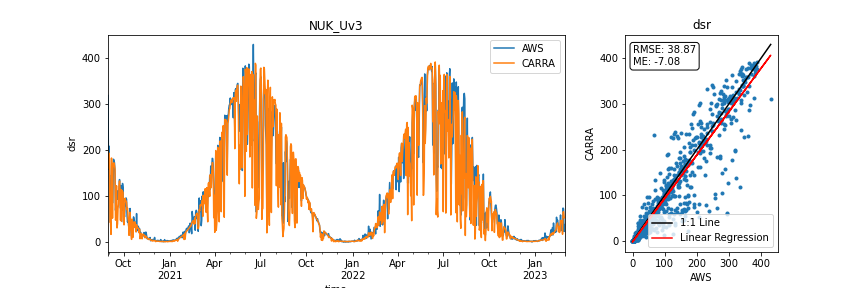 NUK_Uv3
dsr
400
300
200
100
0
AWS
CARRA
Oct
Jan
2021
Apr
Jul
Oct
Jan
2022
Apr
Jul
Oct
Jan
2023
time
dsr
CARRA
400
300
200
100
0
RMSE: 38.87
ME: -7.08
1:1 Line
Linear Regression
0
100
200
300
400
AWS